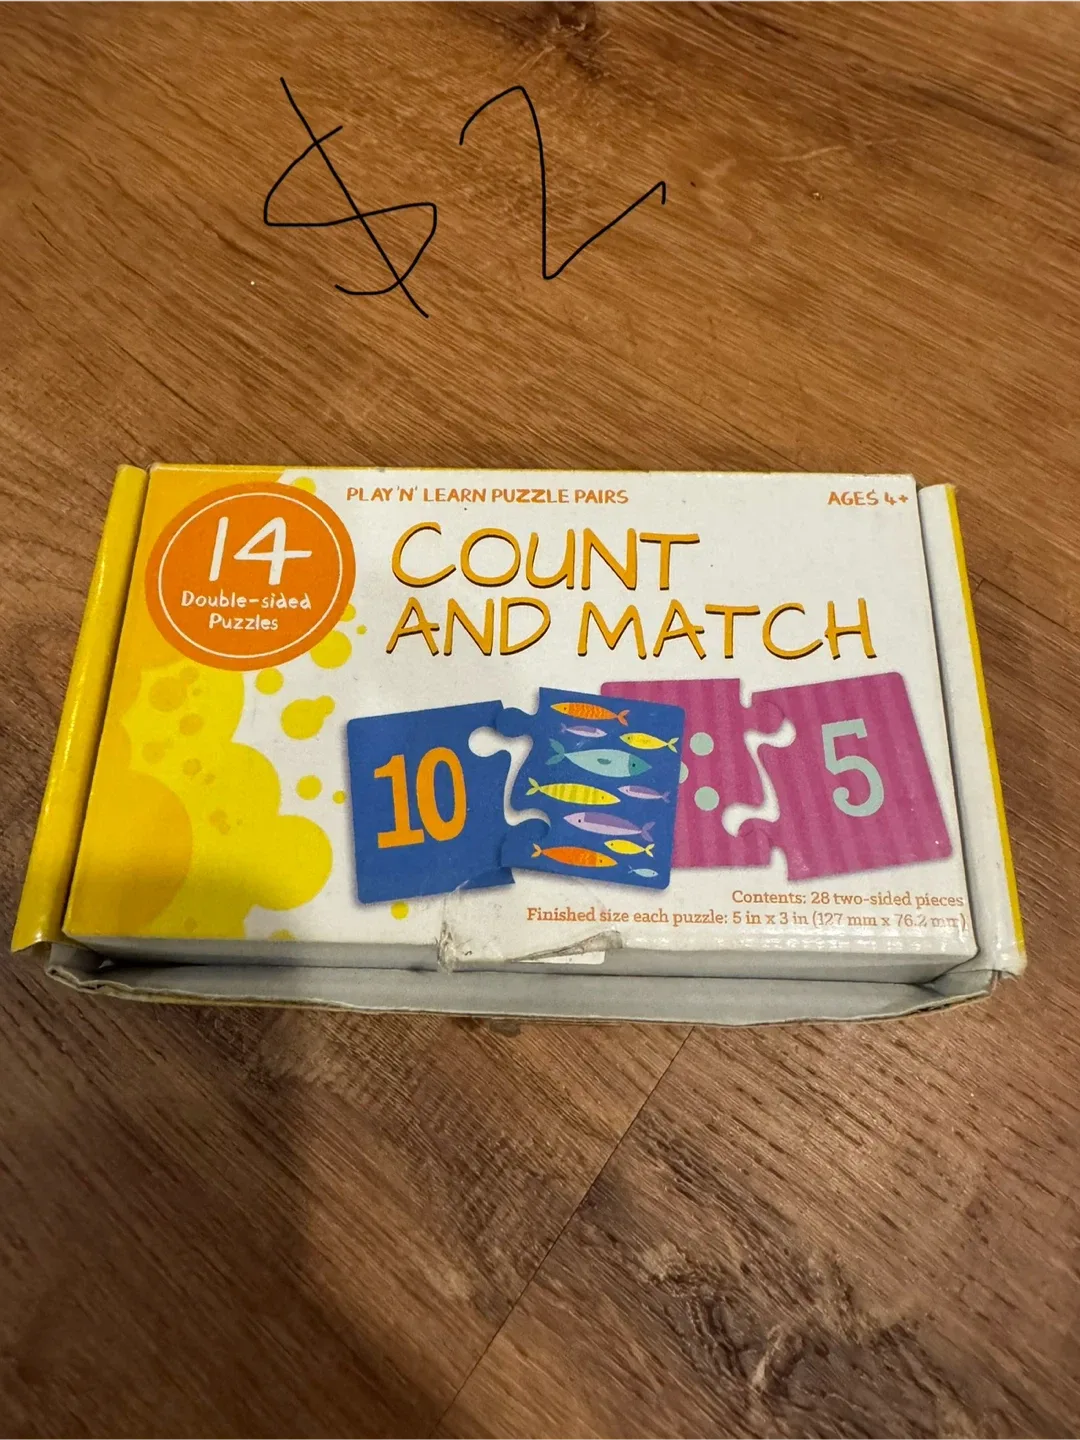 $2
PLAY 'N' LEARN PUZZLE PAIRS
AGES 4+
14
Double-sided
Puzzles
COUNT
AND MATCH
10
5
Contents: 28 two-sided pieces
Finished size each puzzle: 5 in x 3 in (127 mm x 76.2 mm)